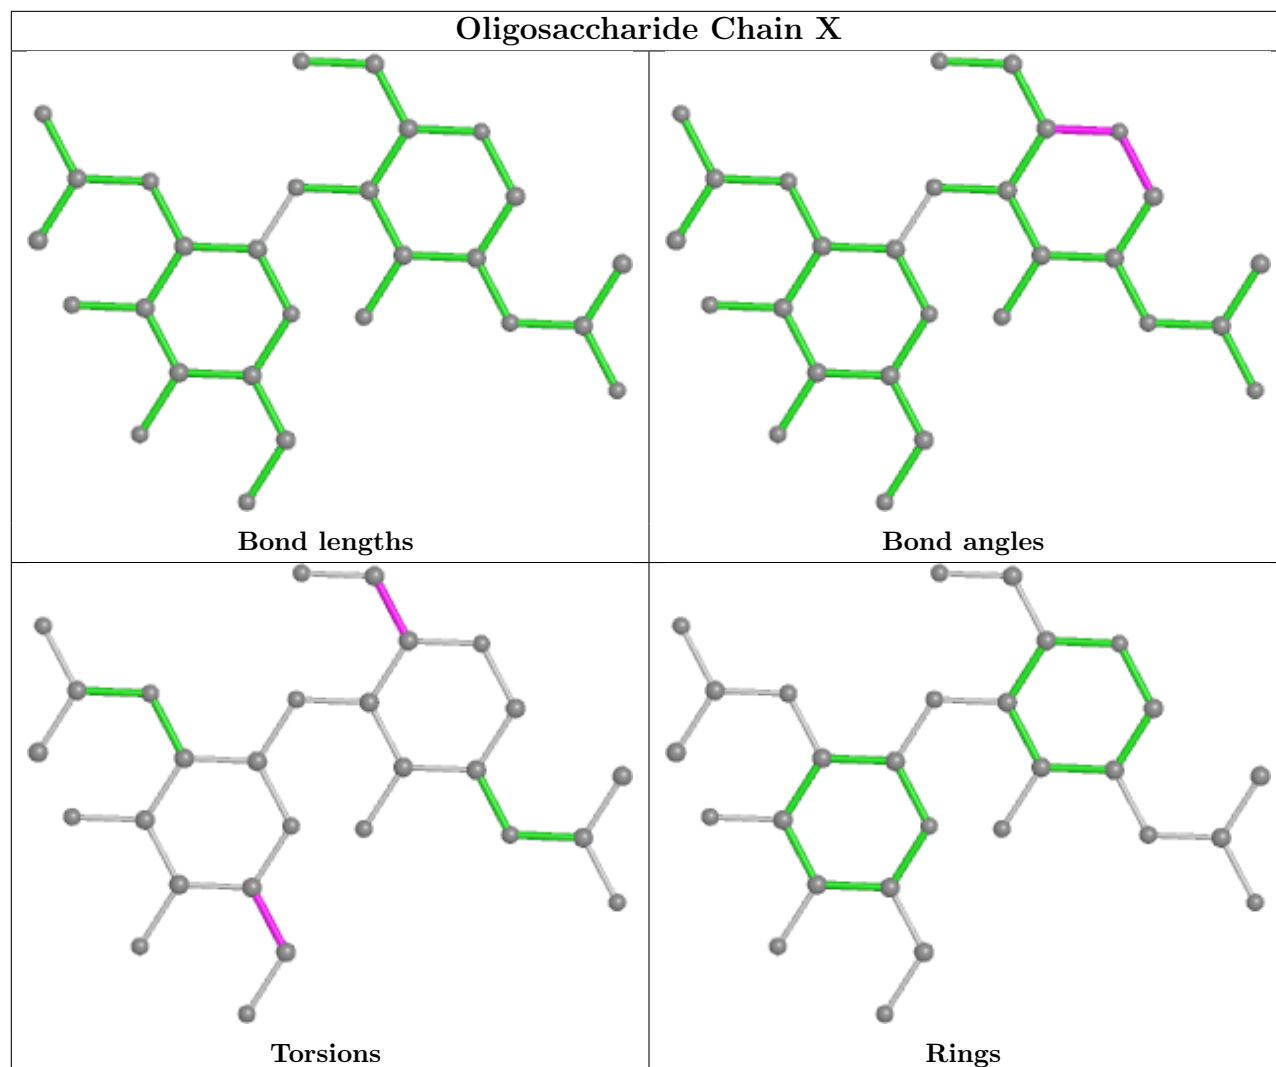 Oligosaccharide Chain X
Bond lengths
Bond angles
Torsions
Rings